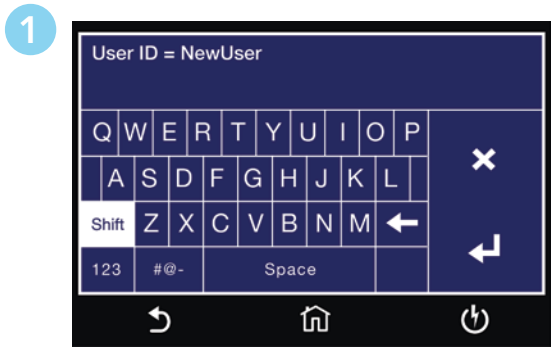 1
User ID = NewUser
Q W E R T Y U I O P
A S D F G H J K L
Shift Z X C V B N M
123 #@- Space